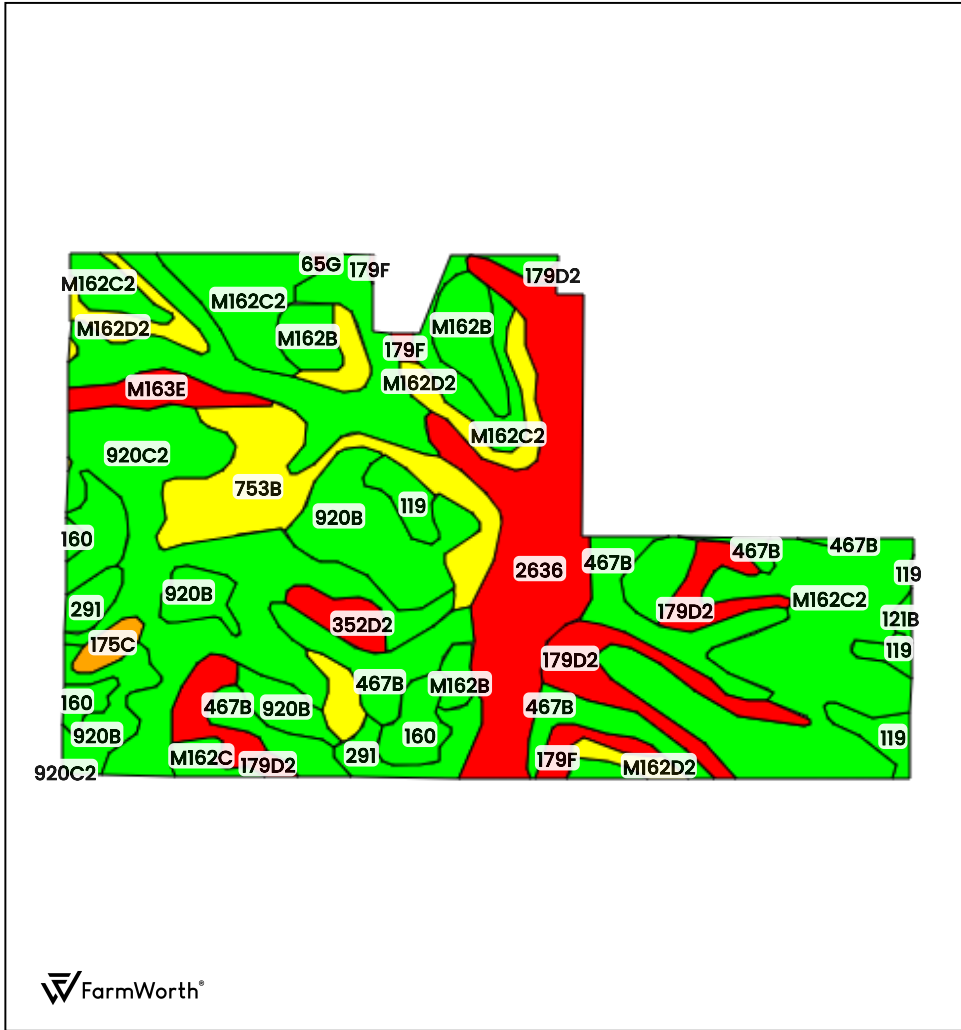 65G
179F
179D2
M162C2
M162C2
M162D2
M162B
M162B
179F
M162D2
M163E
M162C2
920C2
753B
119
920B
160
467B
467B
467B
2636
119
920B
M162C2
291
179D2
121B
352D2
175C
119
179D2
467B
M162B
160
467B
920B
467B
920B
160
119
M162C
291
179F
179D2
M162D2
920C2
FarmWorth®